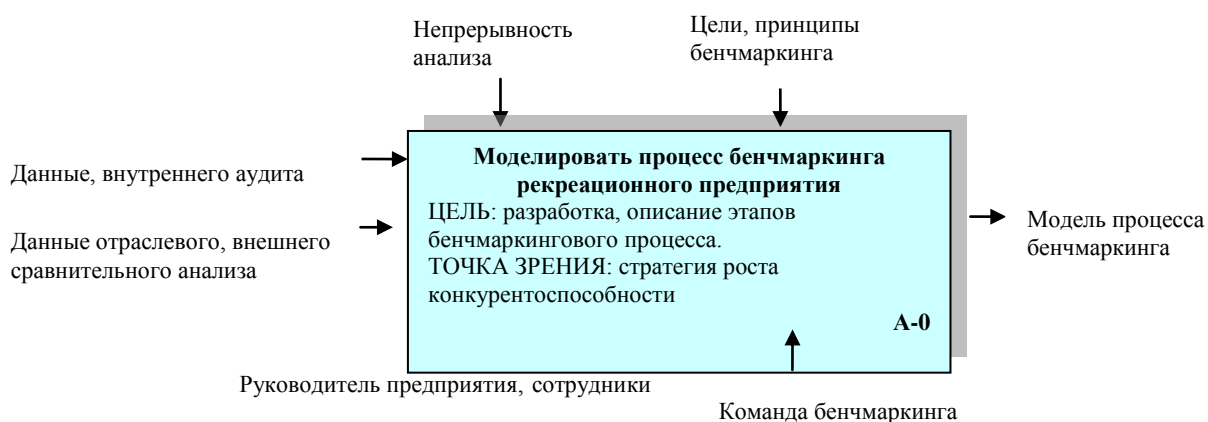 Непрерывность
анализа
Цели, принципы
бенчмаркинга
Данные, внутреннего аудита
Данные отраслевого, внешнего
сравнительного анализа
Моделировать процесс бенчмаркинга
рекреационного предприятия
ЦЕЛЬ: разработка, описание этапов
бенчмаркингового процесса.
ТОЧКА ЗРЕНИЯ: стратегия роста
конкурентоспособности
А-0
Модель процесса
бенчмаркинга
Руководитель предприятия, сотрудники
Команда бенчмаркинга